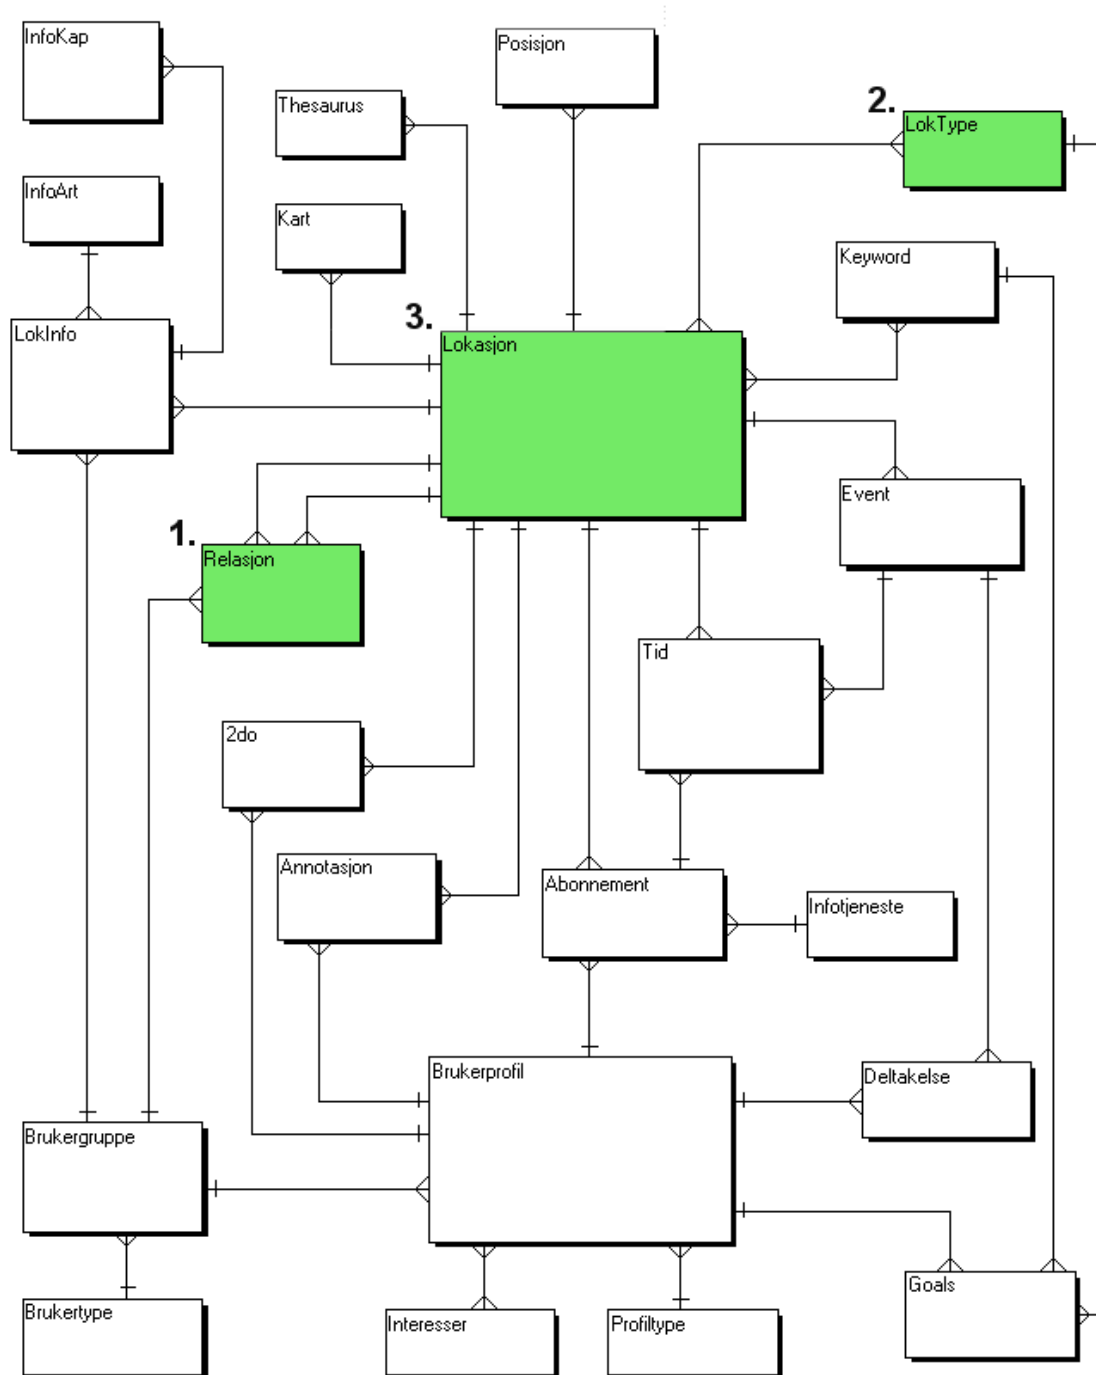 InfoKap
Posisjon
Thesaurus
2.
LokType
InfoArt
Kart
Keyword
3.
LokInfo
Lokasjon
Event
1.
Relasjon
Tid
2do
Annotasjon
Abonnement
Infotjeneste
Brukerprofil
Deltakelse
Brukergruppe
Goals
Brukertype
Interesser
Profiltype